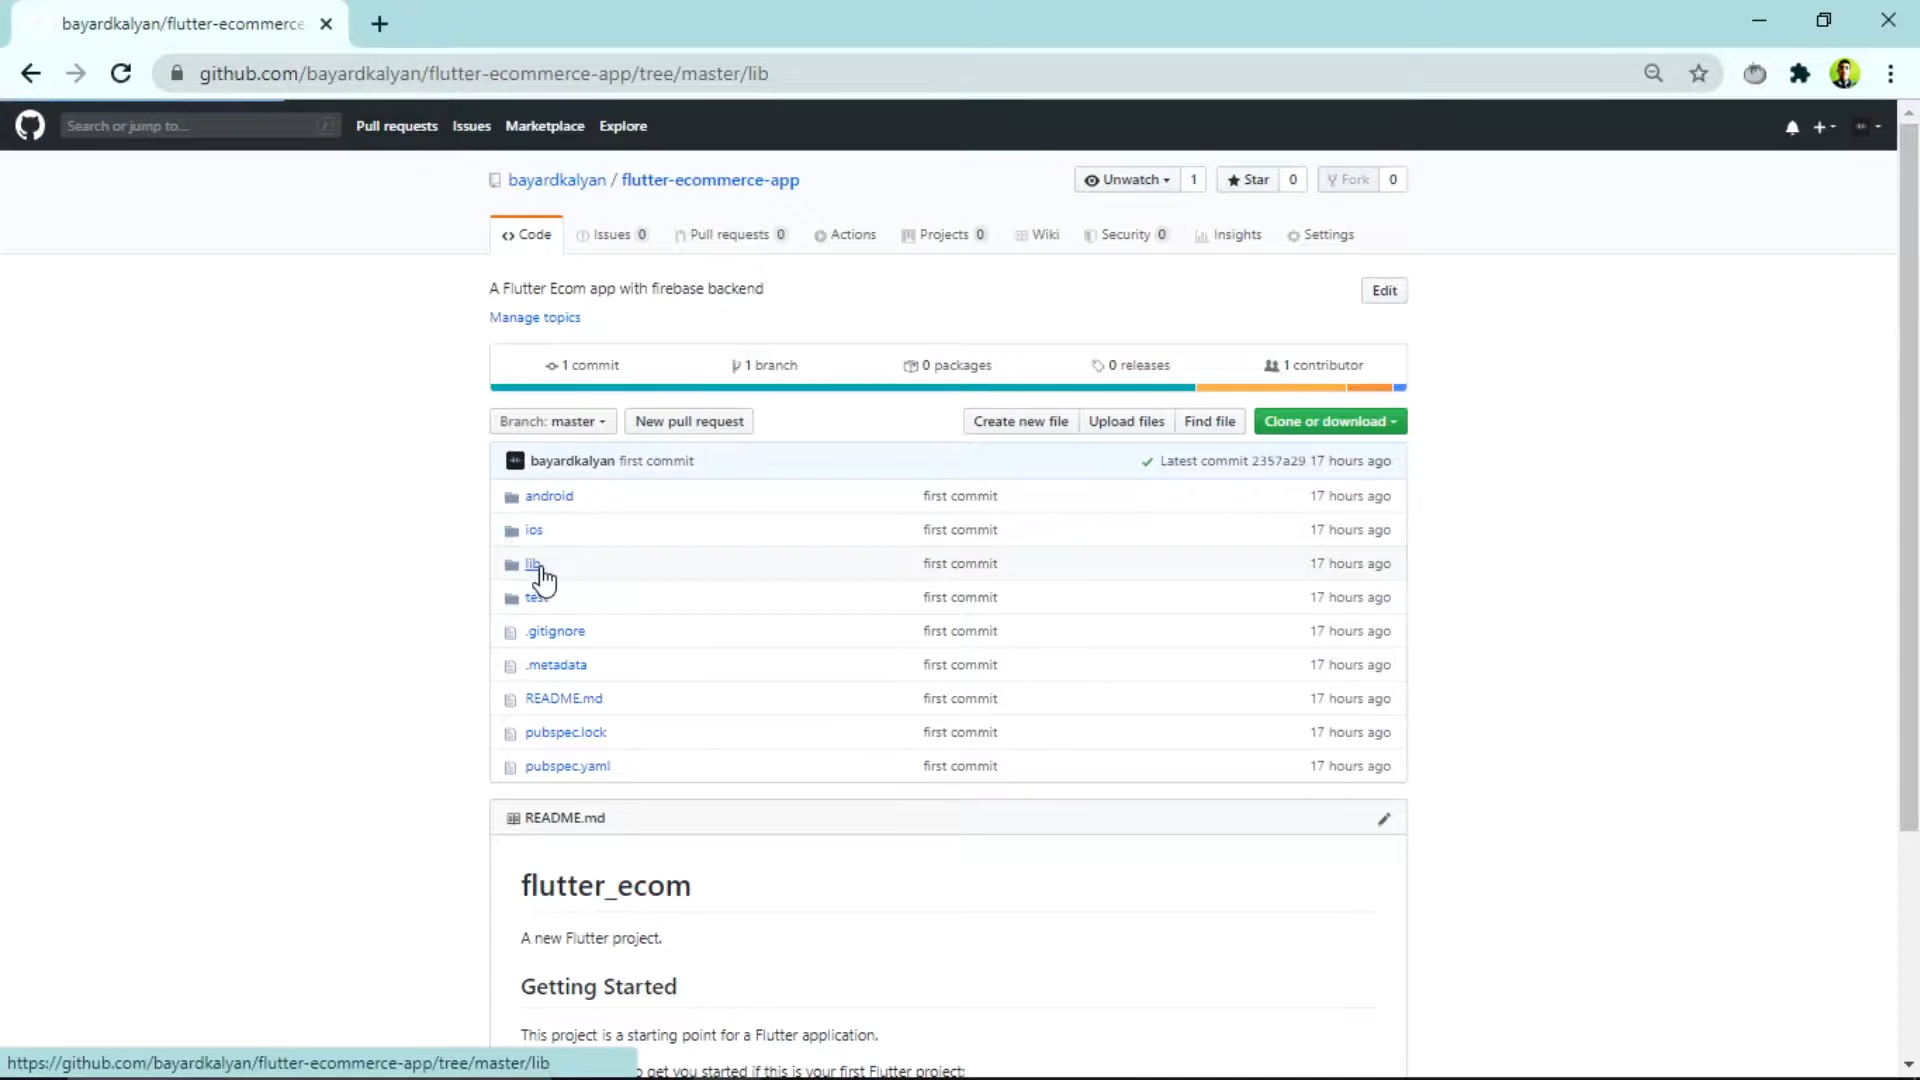 bayardkalyan/flutter-ecommerce
github.com/bayardkalyan/flutter-ecommerce-app/tree/master/lib
Search or jump to... /
Pull requests Issues Marketplace Explore
bayardkalyan / flutter-ecommerce-app
Unwatch 1 Star 0 Fork 0
Code Issues 0 Pull requests 0 Actions Projects 0 Wiki Security 0 Insights Settings
A Flutter Ecom app with firebase backend
Edit
Manage topics
1 commit 1 branch 0 packages 0 releases 1 contributor
Branch: master New pull request Create new file Upload files Find file Clone or download
bayardkalyan first commit Latest commit 2357a29 17 hours ago
android first commit 17 hours ago
ios first commit 17 hours ago
lib first commit 17 hours ago
test first commit 17 hours ago
.gitignore first commit 17 hours ago
.metadata first commit 17 hours ago
README.md first commit 17 hours ago
pubspec.lock first commit 17 hours ago
pubspec.yaml first commit 17 hours ago
README.md
flutter_ecom
A new Flutter project.
Getting Started
This project is a starting point for a Flutter application.
https://github.com/bayardkalyan/flutter-ecommerce-app/tree/master/lib
get you started if this is your first Flutter project: